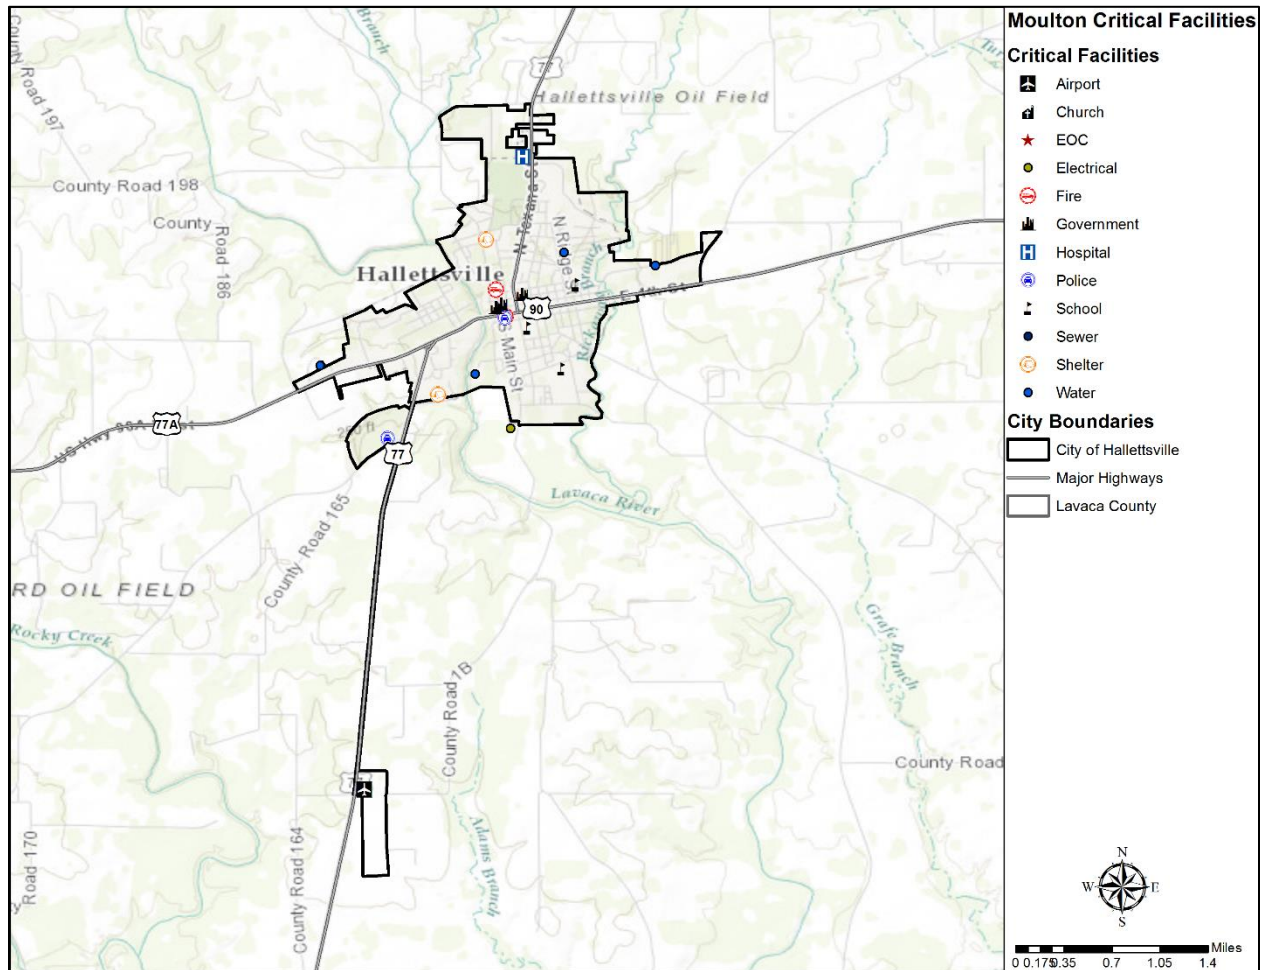 Moulton Critical Facilities
Critical Facilities
Airport
Church
EOC
Electrical
Fire
Government
Hospital
Police
School
Sewer
Shelter
Water
City Boundaries
City of Hallettsville
Major Highways
Lavaca County
N
W
E
S
Miles
0 0.175 0.35 0.7 1.05 1.4
County Road 197
Branch
77
Hallettsville Oil Field
County Road 198
County
Road 186
H
N Texana St
N Ridge S
Branch
Hallettsville
E 4th St
90
S Main St
77A
US Hwy
77
County Road 165
Lavaca River
RD OIL FIELD
Rocky Creek
Grafe Branch
County Road 1B
County Road
Adams Branch
County Road 164
Road 170